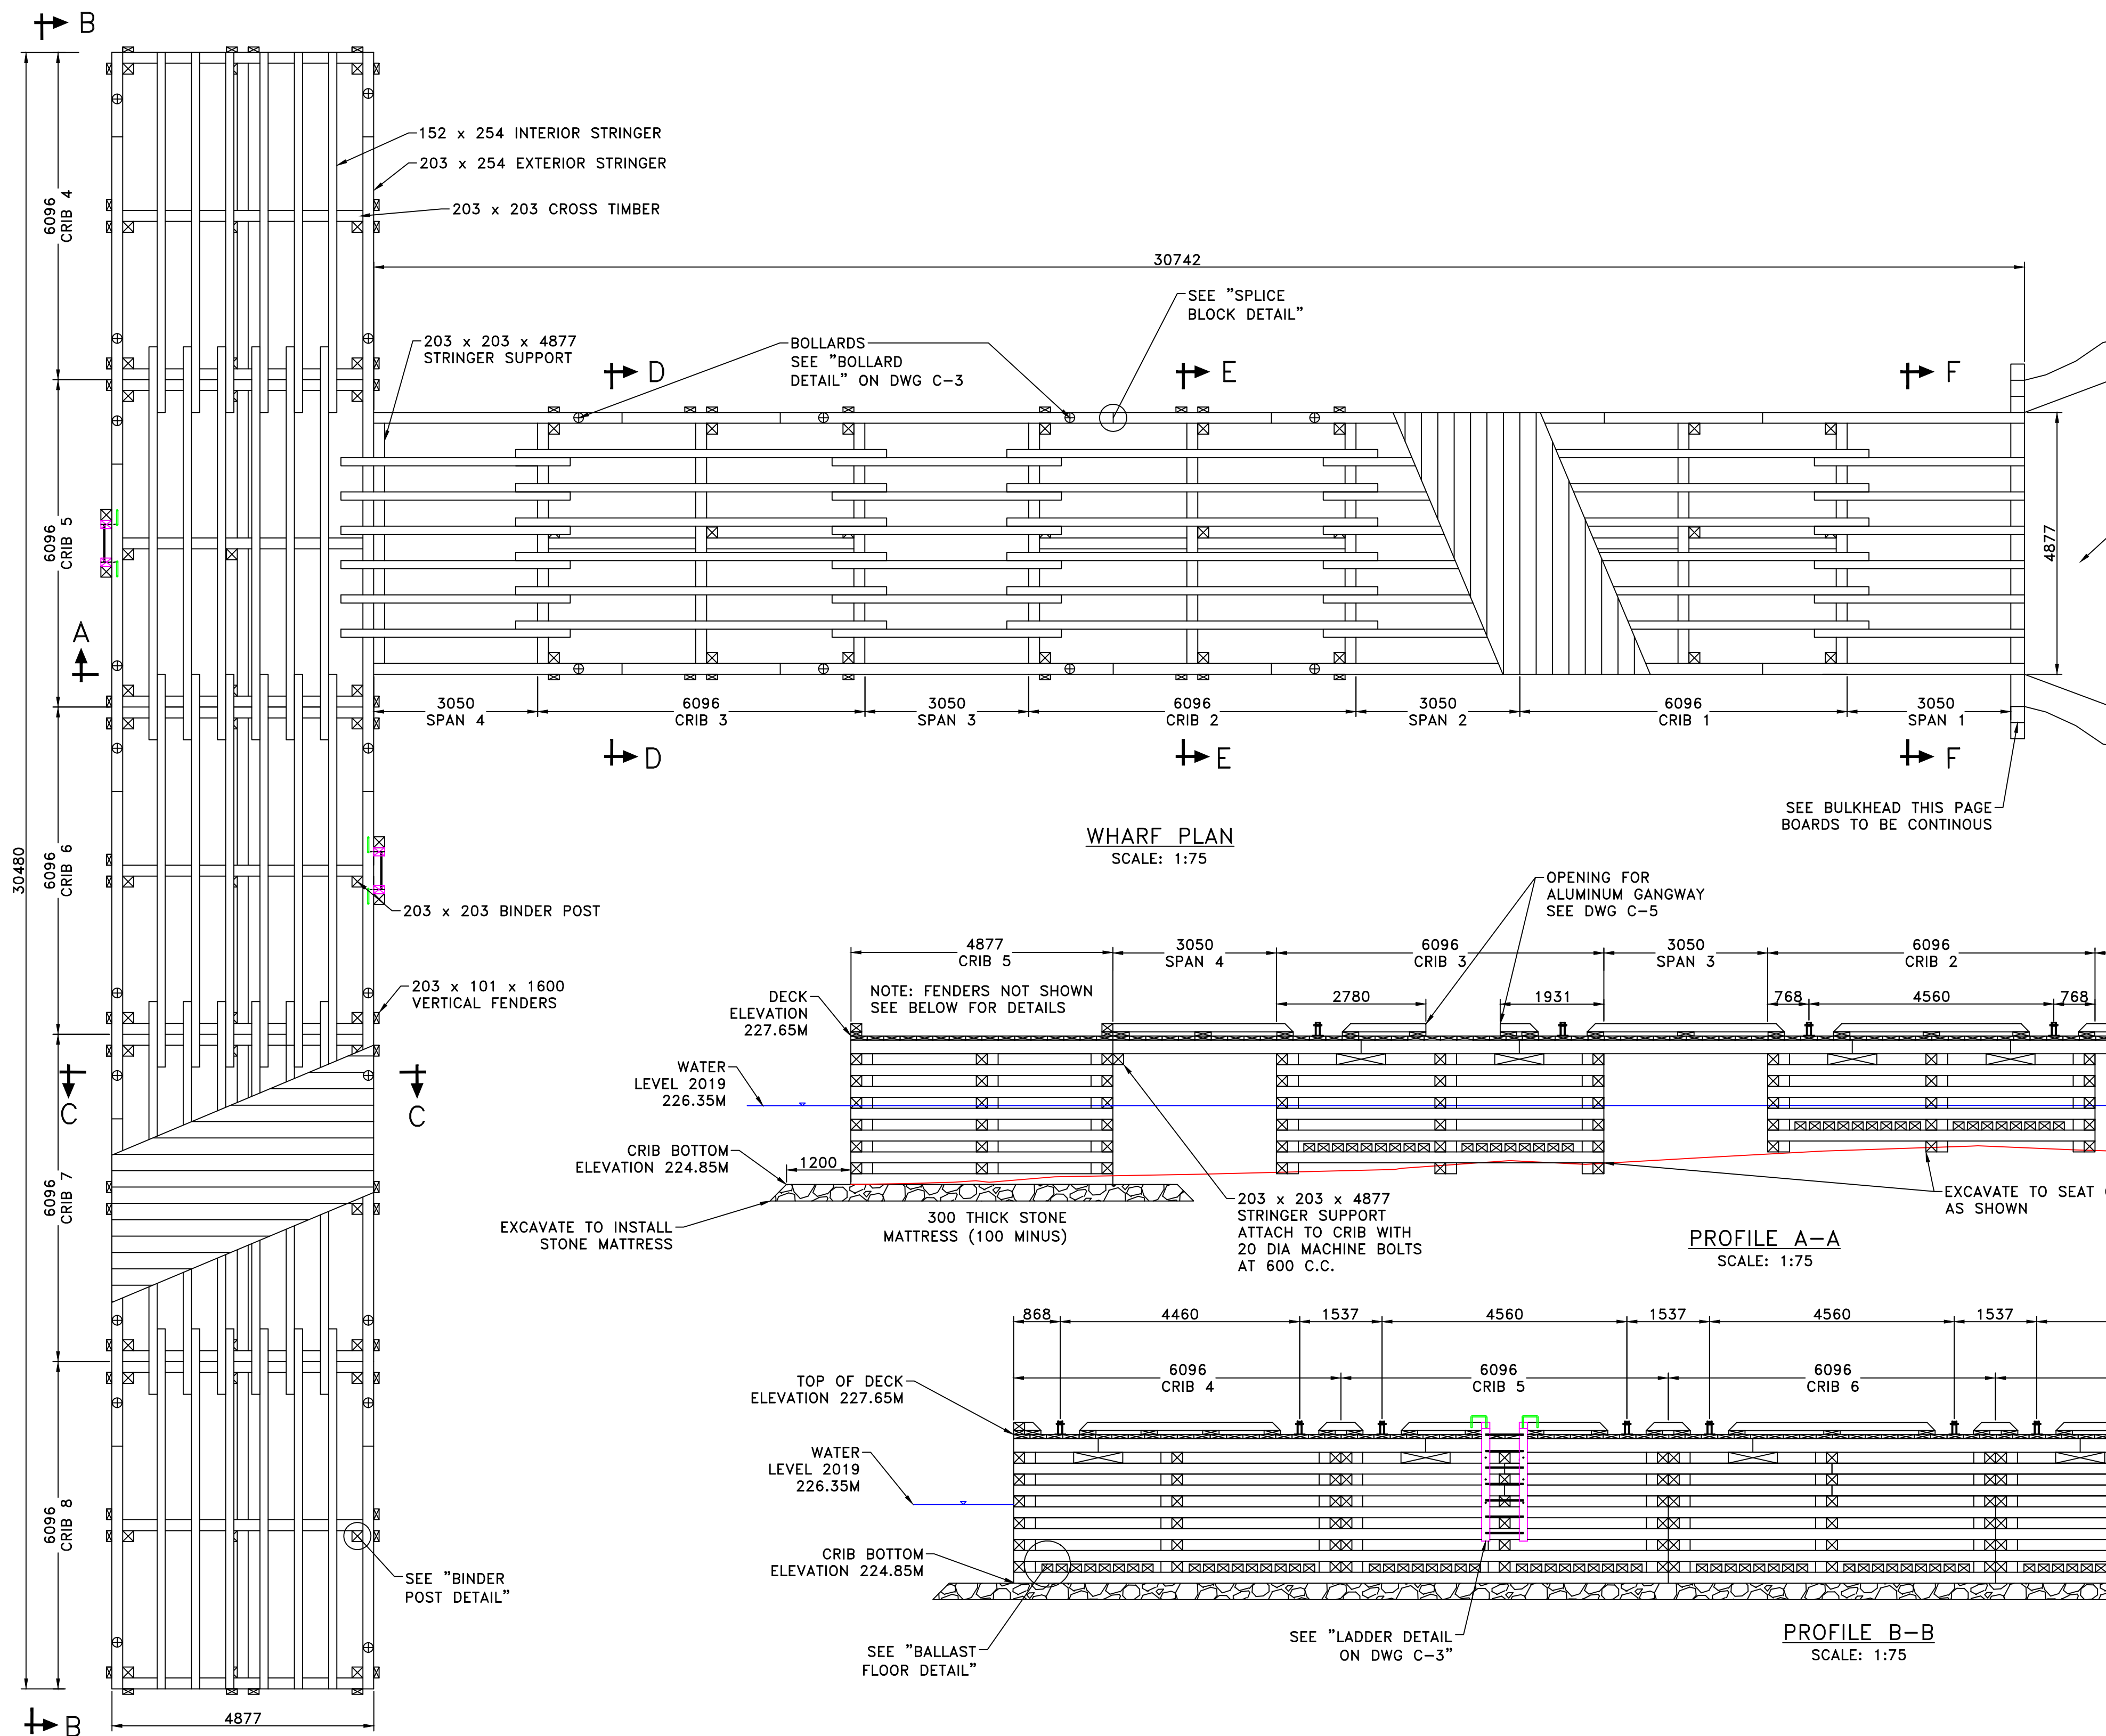 B
152 x 254 INTERIOR STRINGER
203 x 254 EXTERIOR STRINGER
203 x 203 CROSS TIMBER
6096
CRIB 4
30742
SEE "SPLICE
BLOCK DETAIL"
203 x 203 x 4877
STRINGER SUPPORT
BOLLARDS
SEE "BOLLARD
DETAIL" ON DWG C-3
D
E
F
6096
CRIB 5
4877
A
3050
SPAN 4
6096
CRIB 3
3050
SPAN 3
6096
CRIB 2
3050
SPAN 2
6096
CRIB 1
3050
SPAN 1
D
E
F
SEE BULKHEAD THIS PAGE
BOARDS TO BE CONTINOUS
WHARF PLAN
SCALE: 1:75
30480
6096
CRIB 6
203 x 203 BINDER POST
203 x 101 x 1600
VERTICAL FENDERS
C
C
6096
CRIB 7
6096
CRIB 8
SEE "BINDER
POST DETAIL"
4877
B
OPENING FOR
ALUMINUM GANGWAY
SEE DWG C-5
4877
CRIB 5
3050
SPAN 4
6096
CRIB 3
3050
SPAN 3
6096
CRIB 2
NOTE: FENDERS NOT SHOWN
SEE BELOW FOR DETAILS
2780
1931
768
4560
768
DECK
ELEVATION
227.65M
WATER
LEVEL 2019
226.35M
CRIB BOTTOM
ELEVATION 224.85M
1200
EXCAVATE TO INSTALL
STONE MATTRESS
300 THICK STONE
MATTRESS (100 MINUS)
203 x 203 x 4877
STRINGER SUPPORT
ATTACH TO CRIB WITH
20 DIA MACHINE BOLTS
AT 600 C.C.
EXCAVATE TO SEAT
AS SHOWN
PROFILE A-A
SCALE: 1:75
868
4460
1537
4560
1537
4560
1537
6096
CRIB 4
6096
CRIB 5
6096
CRIB 6
TOP OF DECK
ELEVATION 227.65M
WATER
LEVEL 2019
226.35M
CRIB BOTTOM
ELEVATION 224.85M
SEE "BALLAST
FLOOR DETAIL"
SEE "LADDER DETAIL
ON DWG C-3"
PROFILE B-B
SCALE: 1:75